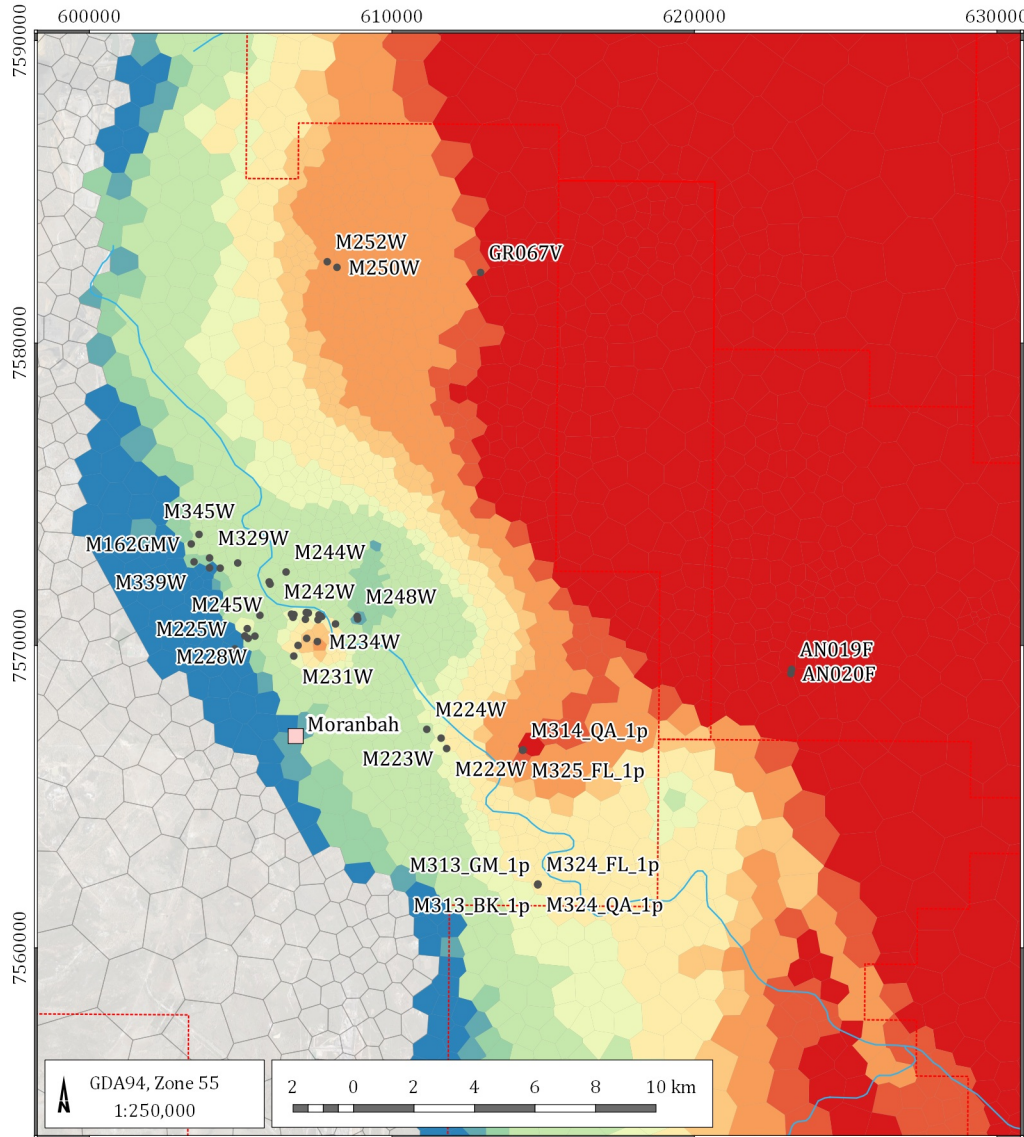 600000 610000 620000 630000
7590000
7580000
7570000
7560000
M252W
M250W
GR067V
M345W
M162GMV
M329W
M244W
M339W
M242W
M245W
M248W
M225W
M234W
M228W
M231W
AN019F
AN020F
M224W
Moranbah
M314_QA_1p
M223W
M222W
M325_FL_1p
M313_GM_1p
M324_FL_1p
M313_BK_1p
M324_QA_1p
N
GDA94, Zone 55
1:250,000
2 0 2 4 6 8 10 km